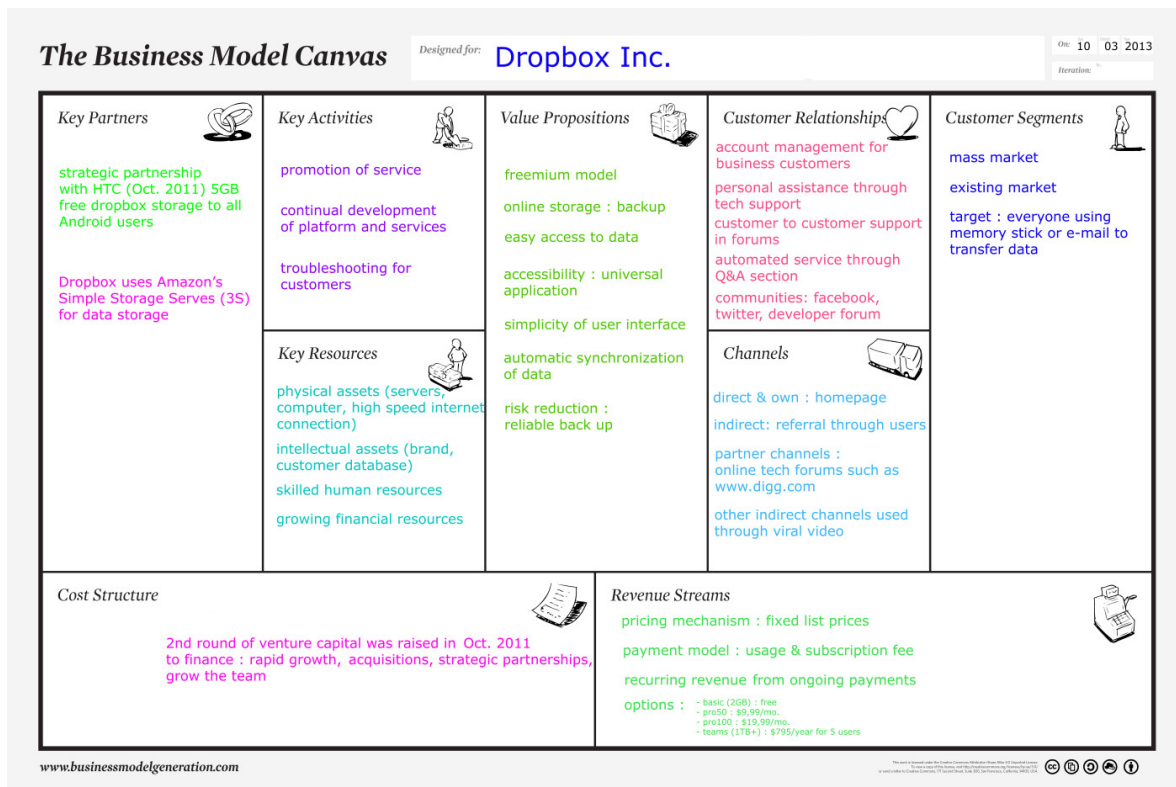 The Business Model Canvas
Designed for:
Dropbox Inc.
On:
10 03 2013
Iteration:
Key Partners
strategic partnership
with HTC (Oct. 2011) 5GB
free dropbox storage to all
Android users
Dropbox uses Amazon's
Simple Storage Serves (3S)
for data storage
Key Activities
promotion of service
continual development
of platform and services
troubleshooting for
customers
Key Resources
physical assets (servers,
computer, high speed internet
connection)
intellectual assets (brand,
customer database)
skilled human resources
growing financial resources
Value Propositions
freemium model
online storage : backup
easy access to data
accessibility : universal
application
simplicity of user interface
automatic synchronization
of data
risk reduction :
reliable back up
Customer Relationships
account management for
business customers
personal assistance through
tech support
customer to customer support
in forums
automated service through
Q&A section
communities: facebook,
twitter, developer forum
Channels
direct & own : homepage
indirect: referral through users
partner channels :
online tech forums such as
www.digg.com
other indirect channels used
through viral video
Customer Segments
mass market
existing market
target : everyone using
memory stick or e-mail to
transfer data
Cost Structure
2nd round of venture capital was raised in Oct. 2011
to finance : rapid growth, acquisitions, strategic partnerships,
grow the team
Revenue Streams
pricing mechanism : fixed list prices
payment model : usage & subscription fee
recurring revenue from ongoing payments
options :
- basic (2GB) : free
- pro50 : $9,99/mo.
- pro100 : $19,99/mo.
- teams (1TB+) : $795/year for 5 users
www.businessmodelgeneration.com